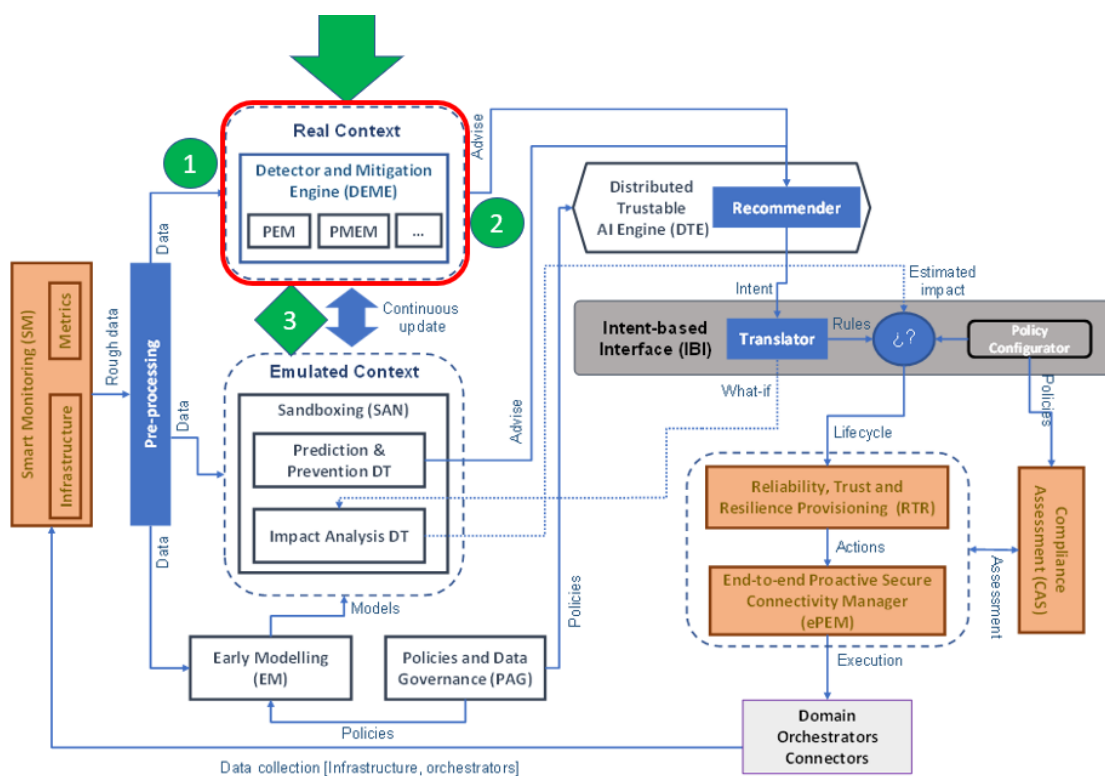 Real Context
Detector and Mitigation
Engine (DEME)
PEM
PMEM
...
1
2
3
Advise
Data
Continuous
update
Distributed
Trustable
AI Engine (DTE)
Recommender
Estimated
impact
Intent
Intent-based
Interface (IBI)
Translator
Rules
¿?
Policy
Configurator
What-if
Policies
Lifecycle
Smart Monitoring (SM)
Metrics
Infrastructure
Rough data
Pre-processing
Data
Emulated Context
Sandboxing (SAN)
Prediction &
Prevention DT
Impact Analysis DT
Advise
Reliability, Trust and
Resilience Provisioning (RTR)
Actions
End-to-end Proactive Secure
Connectivity Manager
(ePEM)
Compliance
Assessment (CAS)
Assessment
Data
Models
Early Modelling
(EM)
Policies and Data
Governance (PAG)
Policies
Policies
Execution
Domain
Orchestrators
Connectors
Data collection [Infrastructure, orchestrators]